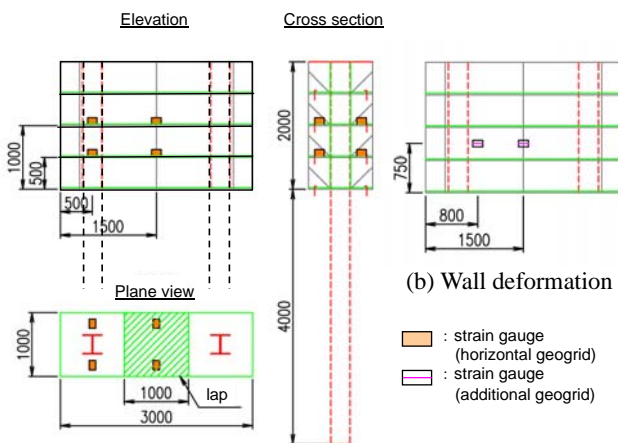 Elevation
Cross section
1000
500
500
1500
2000
4000
750
800
1500
(b) Wall deformation
Plane view
1000
1000
3000
lap
: strain gauge
(horizontal geogrid)
: strain gauge
(additional geogrid)